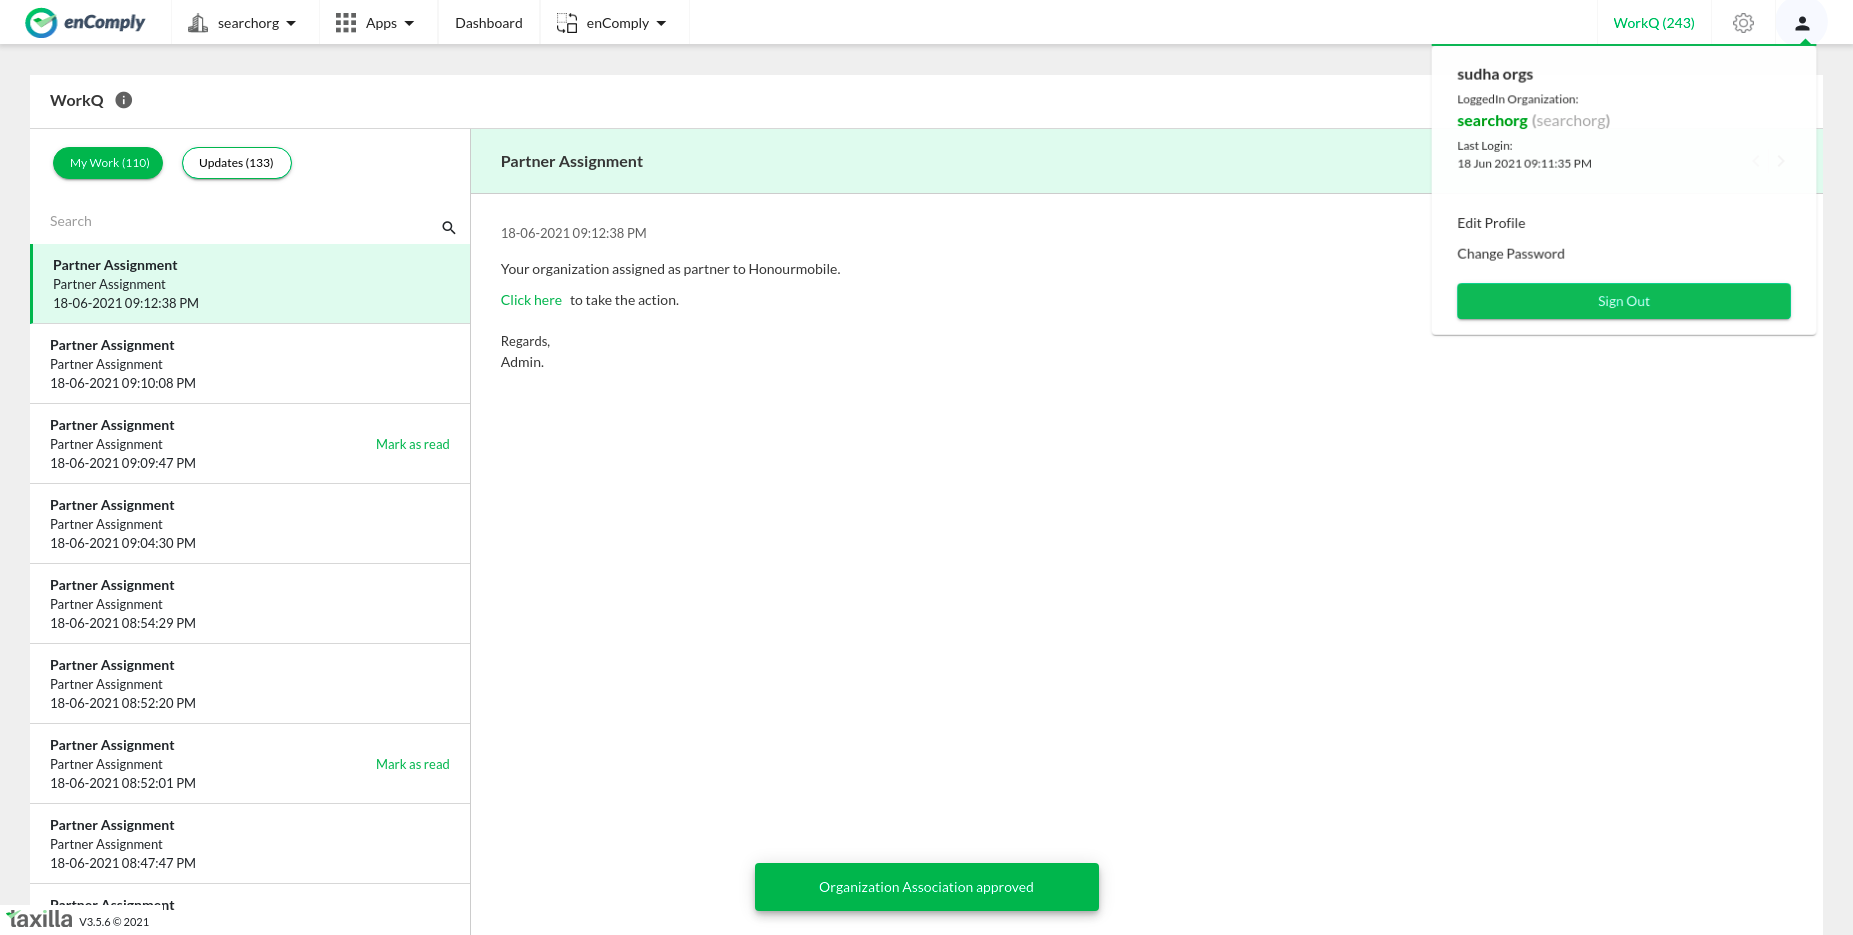 enComply
searchorg
Apps
Dashboard
enComply
WorkQ (243)
WorkQ
My Work (110)
Updates (133)
Search
Partner Assignment
Partner Assignment
18-06-2021 09:12:38 PM
Partner Assignment
Partner Assignment
18-06-2021 09:10:08 PM
Partner Assignment
Partner Assignment
Mark as read
18-06-2021 09:09:47 PM
Partner Assignment
Partner Assignment
18-06-2021 09:04:30 PM
Partner Assignment
Partner Assignment
18-06-2021 08:54:29 PM
Partner Assignment
Partner Assignment
18-06-2021 08:52:20 PM
Partner Assignment
Partner Assignment
Mark as read
18-06-2021 08:52:01 PM
Partner Assignment
Partner Assignment
18-06-2021 08:47:47 PM
Partner Assignment
taxilla V3.5.6 © 2021
Partner Assignment
18-06-2021 09:12:38 PM
Your organization assigned as partner to Honourmobile.
Click here to take the action.
Regards,
Admin.
sudha orgs
LoggedIn Organization:
searchorg (searchorg)
Last Login:
18 Jun 2021 09:11:35 PM
Edit Profile
Change Password
Sign Out
Organization Association approved